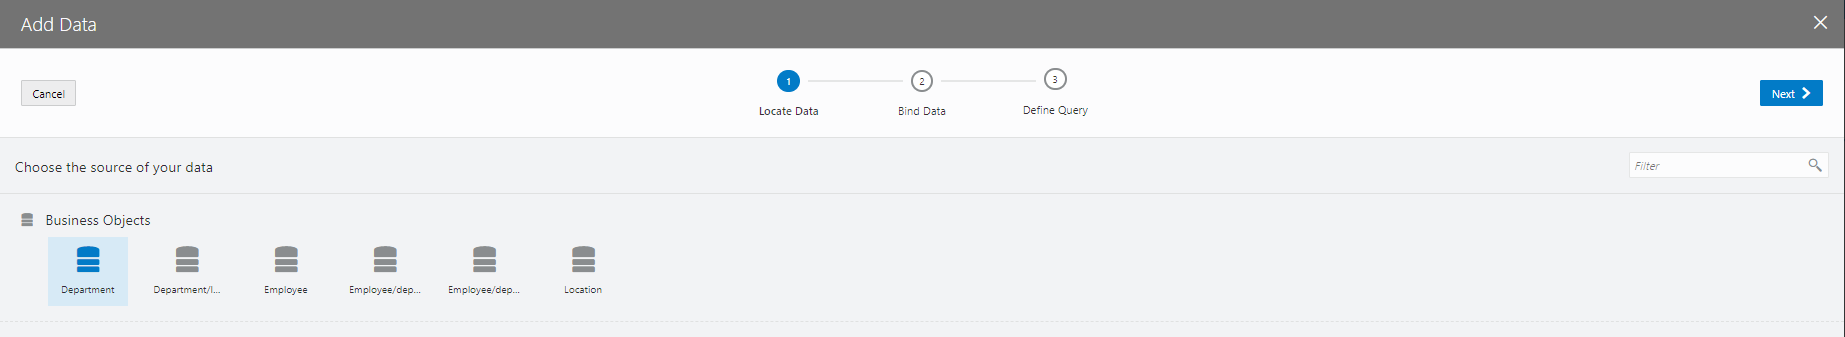 Add Data
Cancel
1
2
3
Next
Locate Data
Bind Data
Define Query
Choose the source of your data
Filter
Business Objects
Department
Department/l...
Employee
Employee/dep...
Employee/dep...
Location